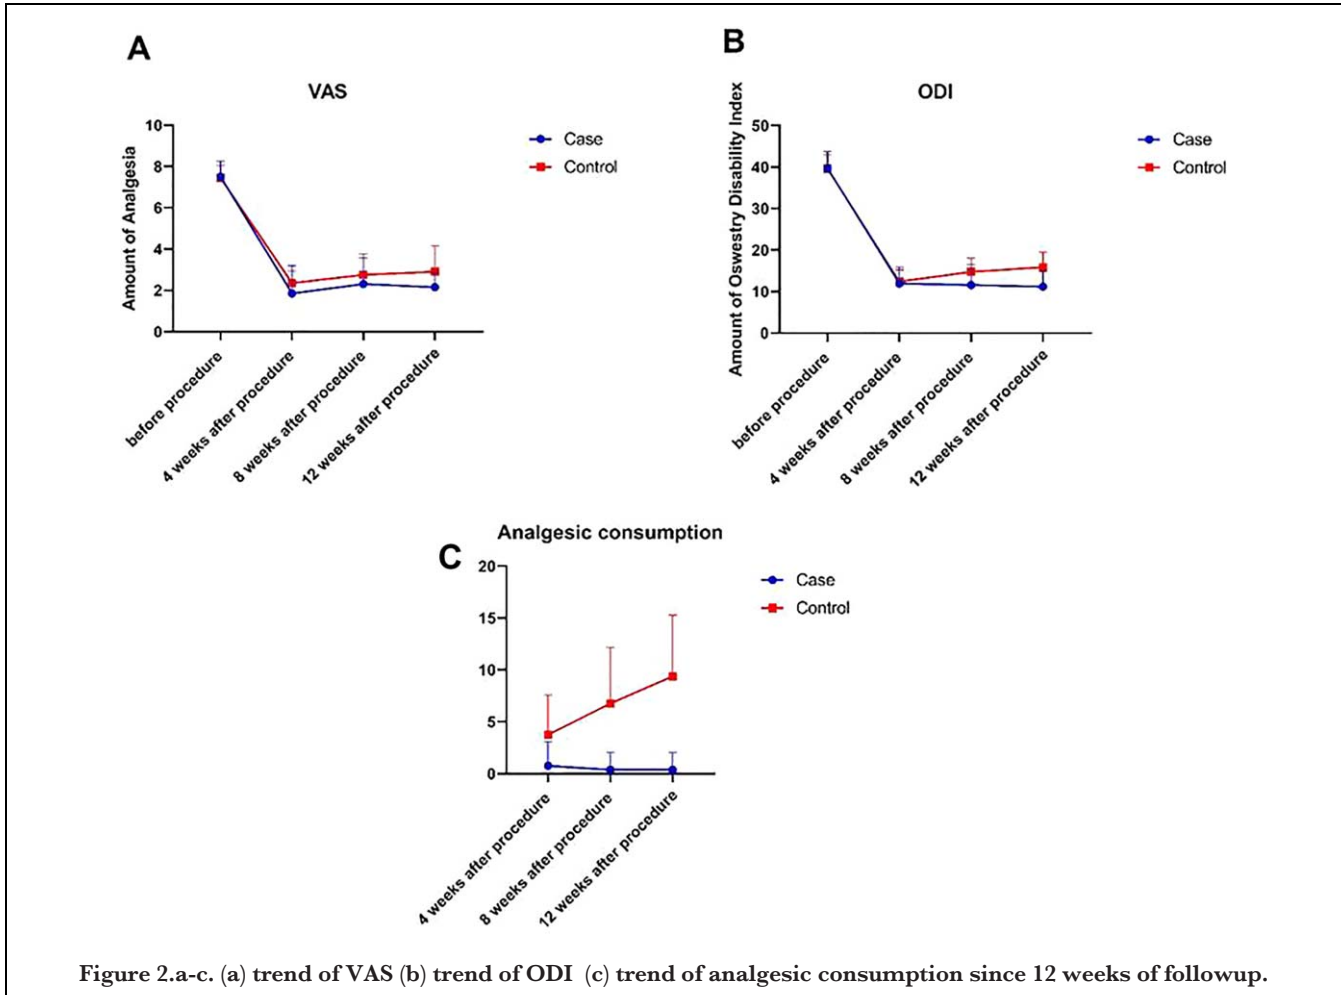 A
VAS
Amount of Analgesia
10
8
6
4
2
0
before procedure
4 weeks after procedure
8 weeks after procedure
12 weeks after procedure
Case
Control
B
ODI
Amount of Oswestry Disability Index
50
40
30
20
10
0
before procedure
4 weeks after procedure
8 weeks after procedure
12 weeks after procedure
Case
Control
C
Analgesic consumption
20
15
10
5
0
4 weeks after procedure
8 weeks after procedure
12 weeks after procedure
Case
Control
Figure 2.a-c. (a) trend of VAS (b) trend of ODI (c) trend of analgesic consumption since 12 weeks of followup.